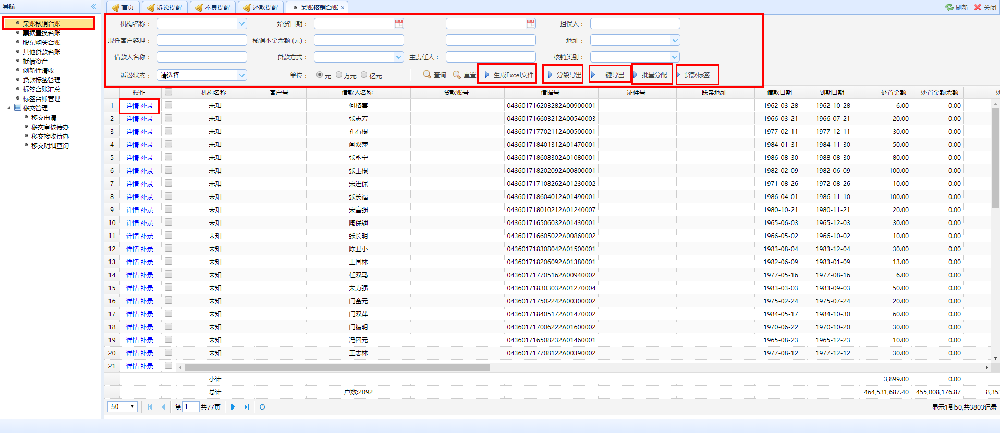 导航
首页 诉讼提醒 不良提醒 还款提醒 呆账核销台账 × 刷新 关闭
呆账核销台账
票据置换台账
股东购买台账
其他贷款台账
抵债资产
创新性清收
贷款标签管理
标签台账汇总
标签台账管理
移交管理
移交申请
移交审核待办
移交接收待办
移交明细查询
机构名称： 始贷日期： - 担保人：
现任客户经理： 核销本金余额 (元)： - 地址：
借款人名称： 贷款方式： 主责任人： 核销类别：
诉讼状态： 请选择 单位： 元 万元 亿元 查询 重置 生成Excel文件 分段导出 一键导出 批量分配 贷款标签
操作 机构名称 客户号 借款人名称 贷款账号 借据号 证件号 联系地址 借款日期 到期日期 处置金额 处置金额余额
1 详情 补录 未知 何格喜 043601716203282A00900001 1962-03-28 1962-10-28 6.00 0.00
2 详情 补录 未知 张志芳 043601716603212A00540003 1966-03-21 1966-07-21 20.00 0.00
3 详情 补录 未知 孔有根 043601717702112A00500001 1977-02-11 1977-12-11 30.00 0.00
4 详情 补录 未知 闫双萍 043601718401312A01470001 1984-01-31 1984-11-30 50.00 0.00
5 详情 补录 未知 张永宁 043601718608302A01080001 1986-08-30 1988-08-30 80.00 0.00
6 详情 补录 未知 张玉根 043601718202092A00800001 1982-02-09 1982-06-09 100.00 0.00
7 详情 补录 未知 宋进保 043601717108262A01230002 1971-08-26 1972-08-26 10.00 0.00
8 详情 补录 未知 张长福 043601718604012A01490001 1986-04-01 1986-11-10 100.00 0.00
9 详情 补录 未知 宋富强 043601718010212A01240007 1980-10-21 1980-11-21 20.00 0.00
10 详情 补录 未知 陶保锁 043601716506032A01430001 1965-06-03 1965-12-03 30.00 0.00
11 详情 补录 未知 张长明 043601716605022A00860002 1966-05-02 1966-10-02 10.00 0.00
12 详情 补录 未知 陈丑小 043601718308042A01500001 1983-08-04 1983-12-04 30.00 0.00
13 详情 补录 未知 王国林 043601718206092A01380001 1982-06-09 1983-01-09 13.00 0.00
14 详情 补录 未知 任双马 043601717705162A00940002 1977-05-16 1977-08-16 6.00 0.00
15 详情 补录 未知 宋力强 043601718303032A01270004 1983-03-03 1983-09-03 50.00 0.00
16 详情 补录 未知 闫金元 043601717502242A00300002 1975-02-24 1975-07-24 20.00 0.00
17 详情 补录 未知 闫双萍 043601718405172A01470002 1984-05-17 1984-10-30 60.00 0.00
18 详情 补录 未知 闫振明 043601717006222A01600002 1970-06-22 1970-10-20 30.00 0.00
19 详情 补录 未知 冯团元 043601716508232A01460001 1965-08-23 1965-12-23 10.00 0.00
20 详情 补录 未知 王志林 043601717708122A00390002 1977-08-12 1977-12-12 30.00 0.00
21 详情 补录
小计 3,899.00 0.00
总计 户数:2092 464,531,687.40 455,008,176.87 8,353
50 第 1 共77页 显示1到50,共3803记录